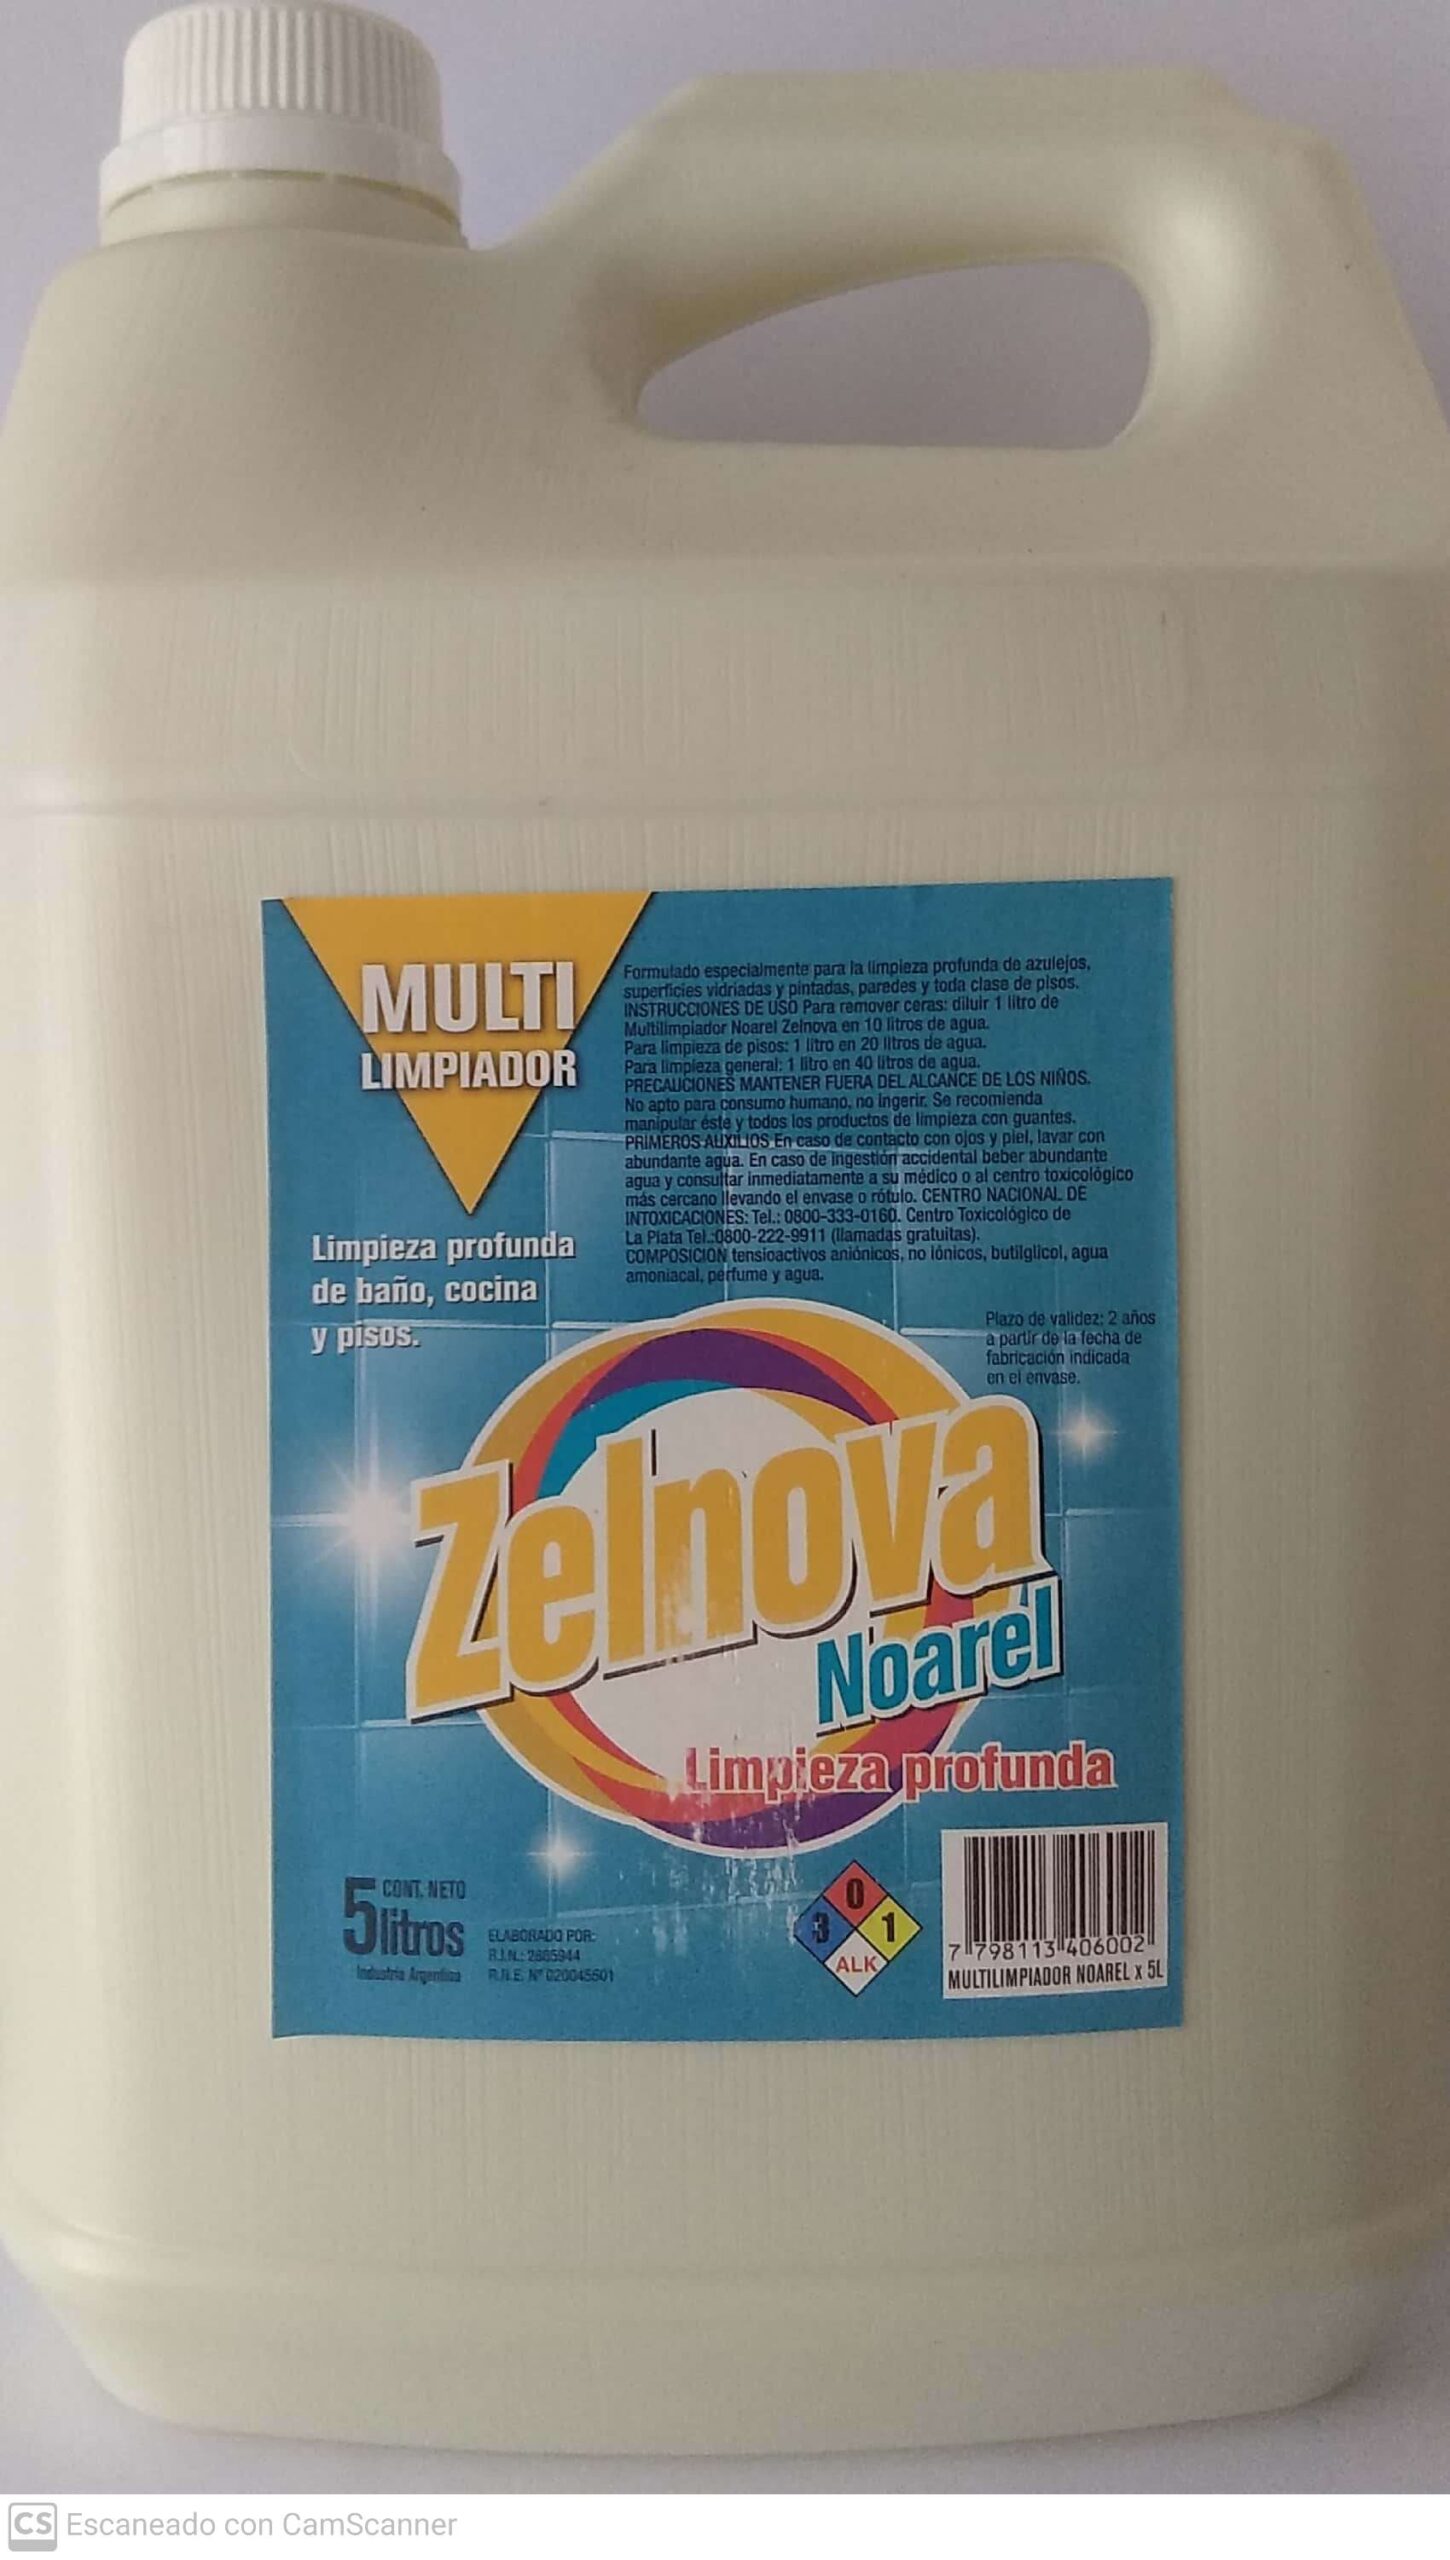 MULTI
LIMPIADOR
Limpieza profunda
de baño, cocina
y pisos.
Formulado especialmente para la limpieza profunda de azulejos,
superficies vidriadas y pintadas, paredes y toda clase de pisos.
INSTRUCCIONES DE USO Para remover ceras: diluir 1 litro de
Multilimpiador Noarel Zelnova en 10 litros de agua.
Para limpieza de pisos: 1 litro en 20 litros de agua.
Para limpieza general: 1 litro en 40 litros de agua.
PRECAUCIONES MANTENER FUERA DEL ALCANCE DE LOS NIÑOS.
No apto para consumo humano, no ingerir. Se recomienda
manipular éste y todos los productos de limpieza con guantes.
PRIMEROS AUXILIOS En caso de contacto con ojos y piel, lavar con
abundante agua. En caso de ingestión accidental beber abundante
agua y consultar inmediatamente a su médico o al centro toxicológico
más cercano llevando el envase o rótulo. CENTRO NACIONAL DE
INTOXICACIONES: Tel.: 0800-333-0160. Centro Toxicológico de
La Plata Tel.:0800-222-9911 (llamadas gratuitas).
COMPOSICIÓN tensioactivos aniónicos, no iónicos, butilglicol, agua
amoniacal, perfume y agua.
Plazo de validez: 2 años
a partir de la fecha de
fabricación indicada
en el envase.
Zelnova
Noarel
Limpieza profunda
5 CONT. NETO
litros
Industria Argentina
ELABORADO POR:
R.I.N.: 2885944
R.N.E. Nº 020045501
0
3 1
ALK
7 798113 406002
MULTILIMPIADOR NOAREL x 5L
CS Escaneado con CamScanner